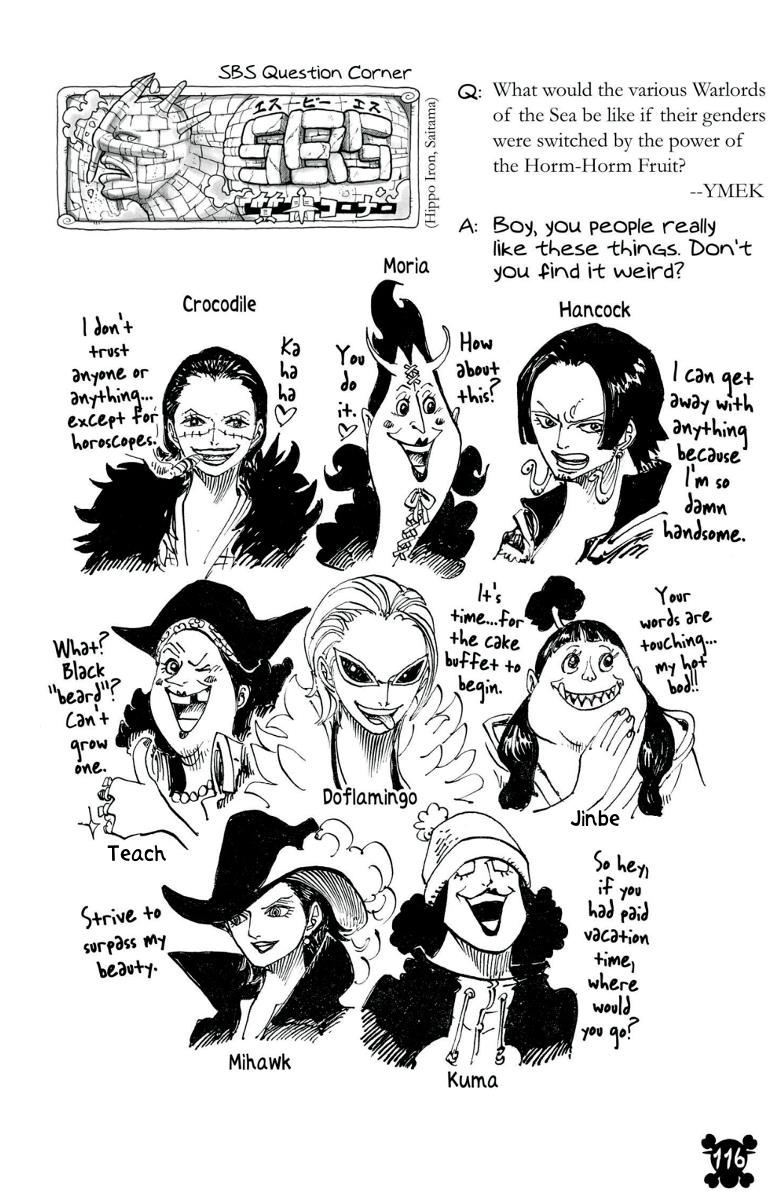 SBS Question Corner
エス ビー エス
SBS
質問コーナー
(Hippo Iron, Saitama)
Q: What would the various Warlords
of the Sea be like if their genders
were switched by the power of
the Horm-Horm Fruit?
--YMEK
A: Boy, you people really
like these things. Don't
you find it weird?
Crocodile
I don't
trust
anyone or
anything...
except for
horoscopes.
Ka
ha
ha
♡
Moria
You
do
it.
♡
How
about
this?
Hancock
I can get
away with
anything
because
I'm so
damn
handsome.
What?
Black
"beard"?
Can't
grow
one.
Teach
It's
time...for
the cake
buffet to
begin.
Doflamingo
Your
words are
touching...
my hot
bod!!
Jinbe
Strive to
surpass my
beauty.
Mihawk
So hey,
if you
had paid
vacation
time,
where
would
you go?
Kuma
116